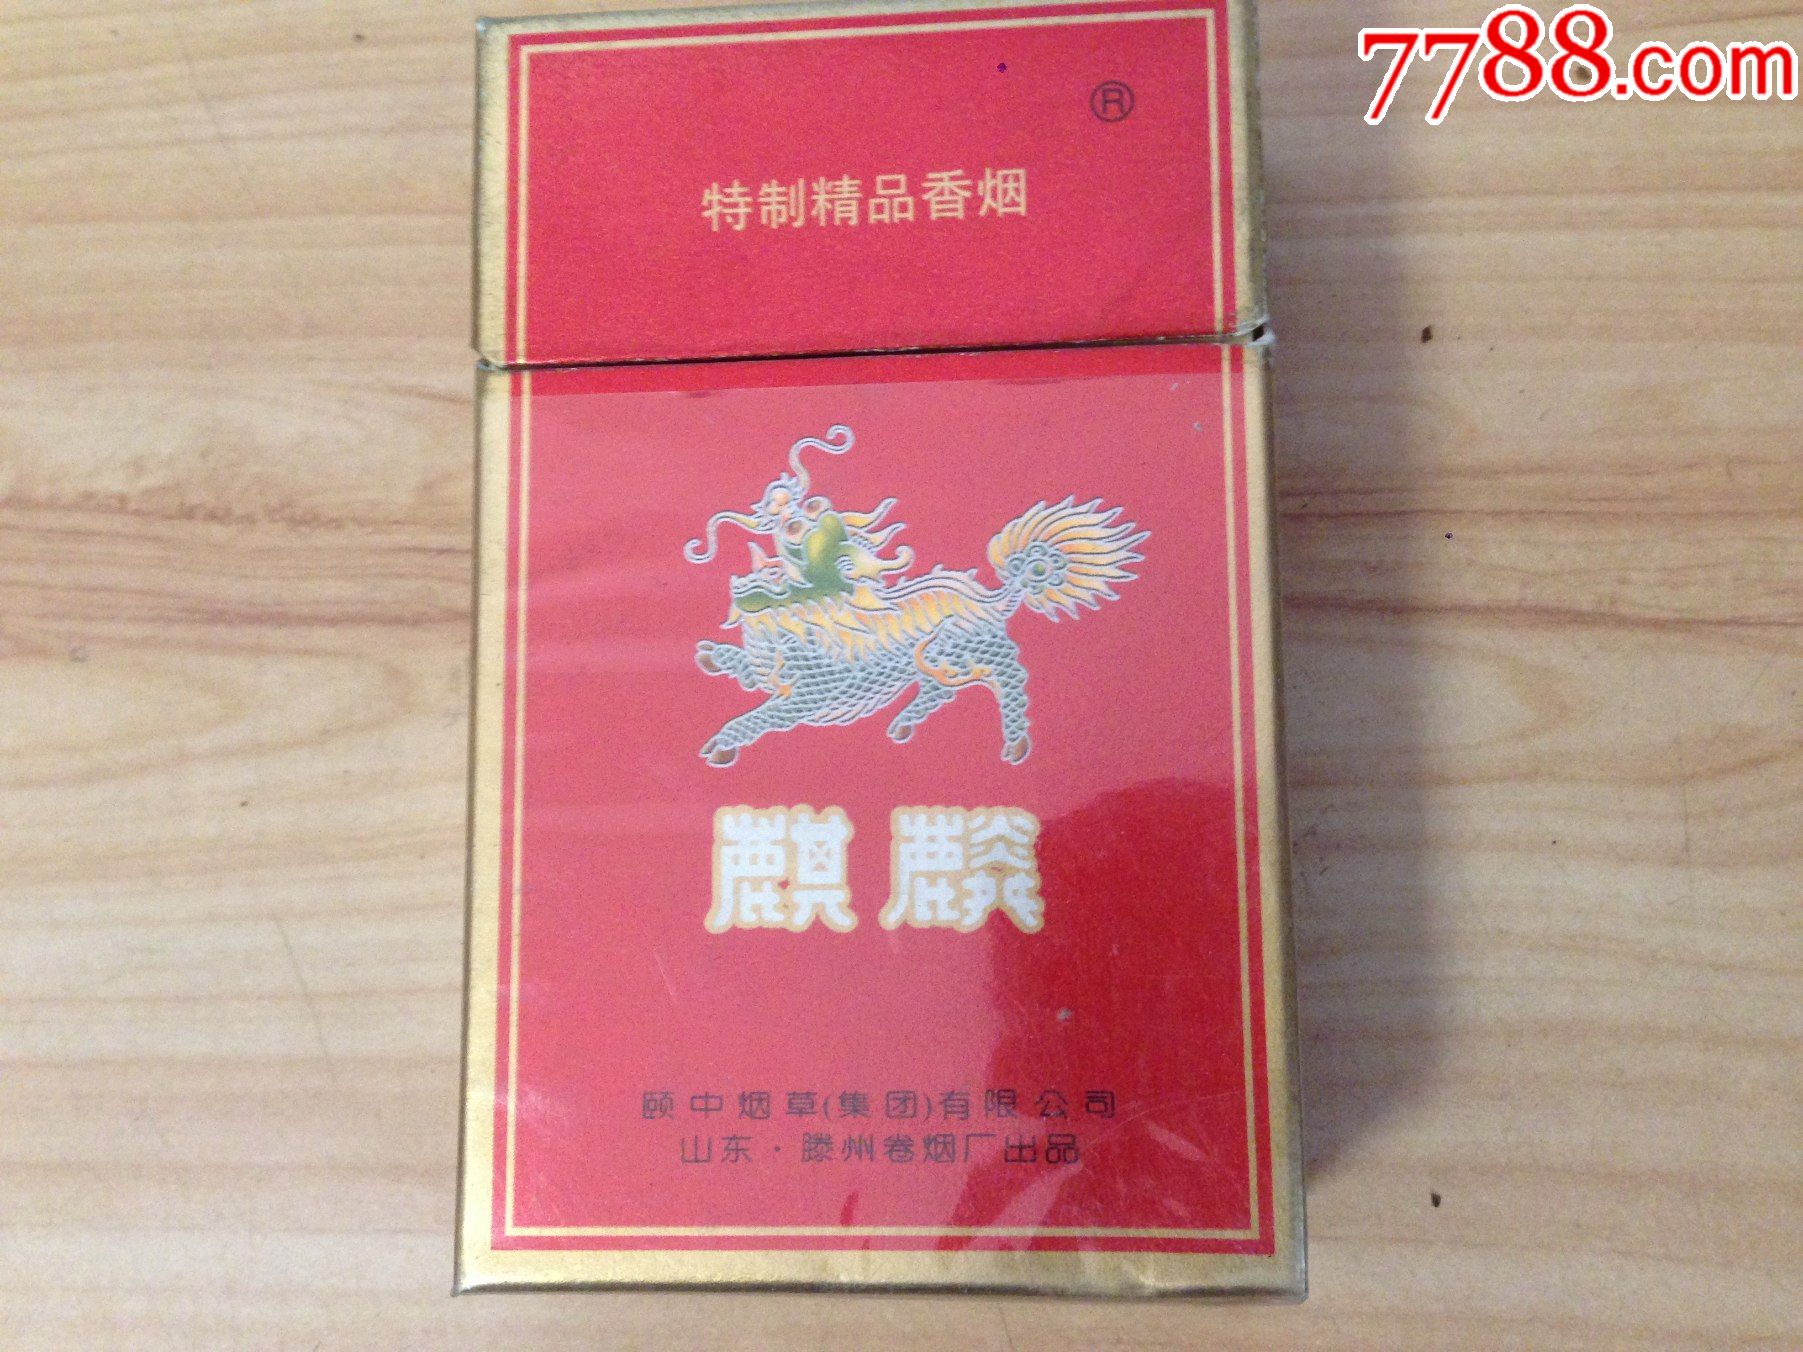 7788.com
®
特制精品香烟
麒麟
颐中烟草(集团)有限公司
山东·滕州卷烟厂出品